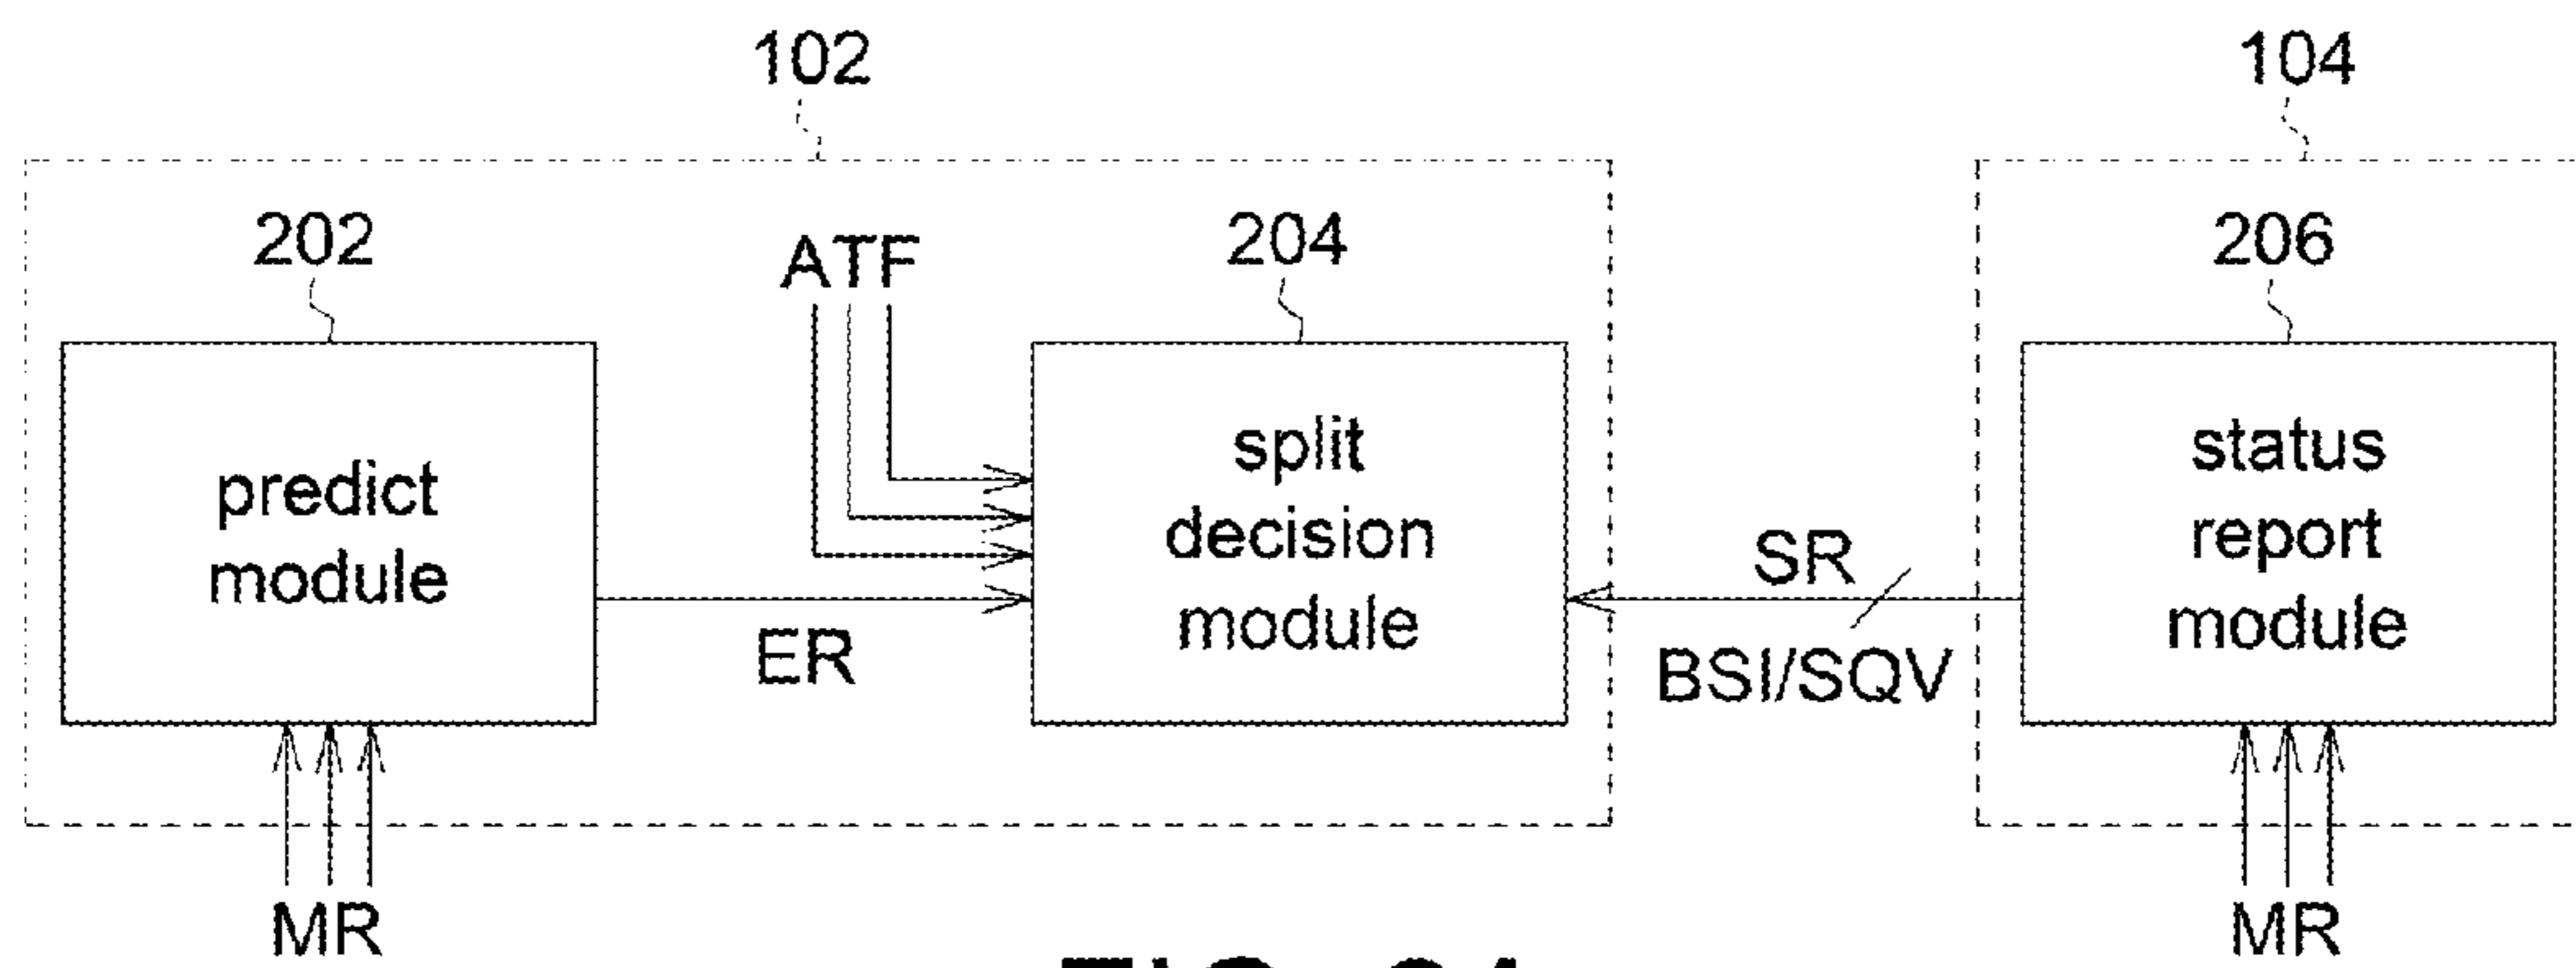 102
104
202
ATF
204
206
predict
module
split
decision
module
status
report
module
ER
SR
BSI/SQV
MR
MR